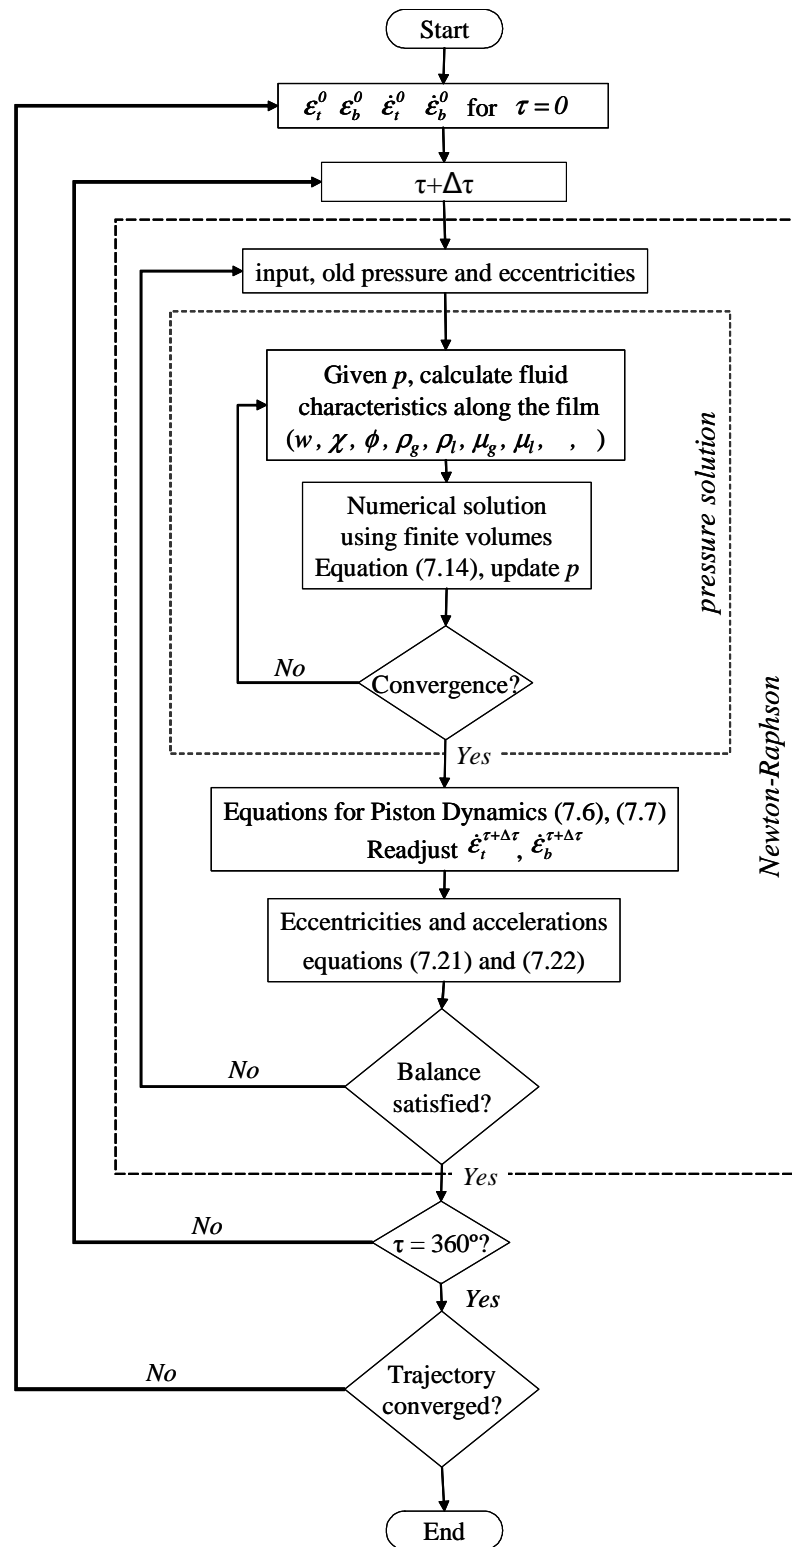 Start
ε_t^0 ε_b^0 ε̇_t^0 ε̇_b^0 for τ = 0
τ+Δτ
input, old pressure and eccentricities
Given p, calculate fluid
characteristics along the film
(w, χ, ϕ, ρ_g, ρ_l, μ_g, μ_l, , )
Numerical solution
using finite volumes
Equation (7.14), update p
pressure solution
No
Convergence?
Yes
Newton-Raphson
Equations for Piston Dynamics (7.6), (7.7)
Readjust ε̇_t^{τ+Δτ}, ε̇_b^{τ+Δτ}
Eccentricities and accelerations
equations (7.21) and (7.22)
No
Balance
satisfied?
Yes
No
τ = 360º?
Yes
No
Trajectory
converged?
End